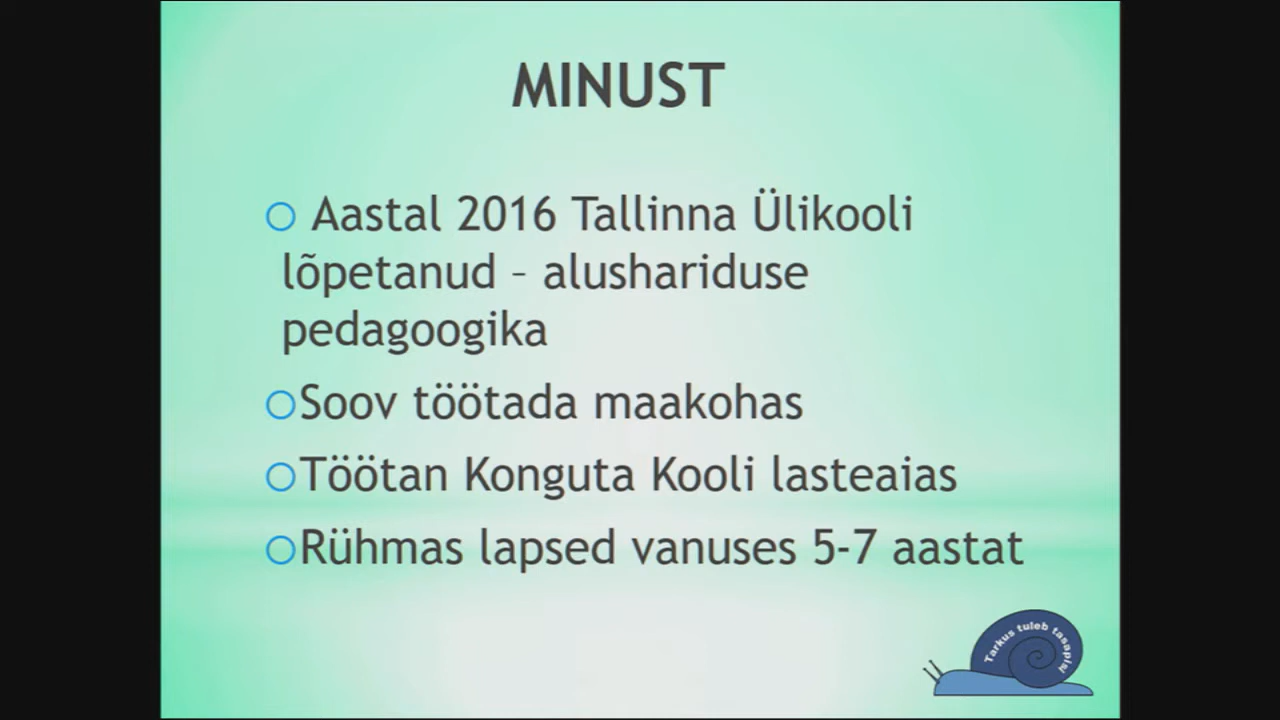 MINUST
Aastal 2016 Tallinna Ülikooli
lõpetanud – alushariduse
pedagoogika
Soov töötada maakohas
Töötan Konguta Kooli lasteaias
Rühmas lapsed vanuses 5-7 aastat
Tarkus tuleb tasapisi